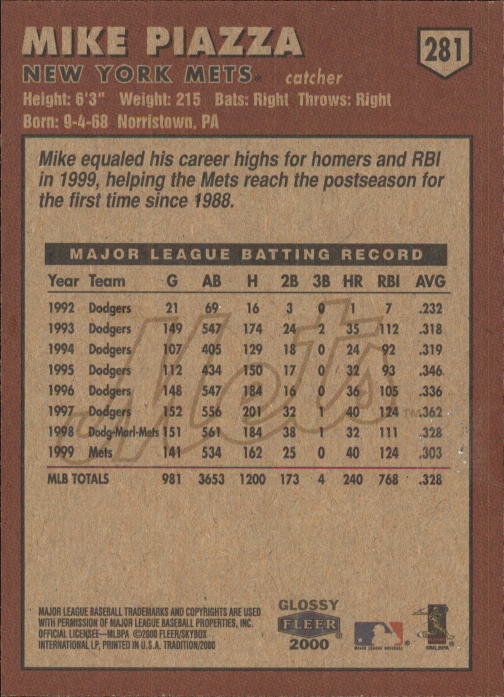 MIKE PIAZZA
281
NEW YORK METS® catcher
Height: 6'3" Weight: 215 Bats: Right Throws: Right
Born: 9-4-68 Norristown, PA
Mike equaled his career highs for homers and RBI
in 1999, helping the Mets reach the postseason for
the first time since 1988.
MAJOR LEAGUE BATTING RECORD
Year Team G AB H 2B 3B HR RBI AVG
1992 Dodgers 21 69 16 3 0 1 7 .232
1993 Dodgers 149 547 174 24 2 35 112 .318
1994 Dodgers 107 405 129 18 0 24 92 .319
1995 Dodgers 112 434 150 17 0 32 93 .346
1996 Dodgers 148 547 184 16 0 36 105 .336
1997 Dodgers 152 556 201 32 1 40 124 .362
1998 Dodg-Marl-Mets 151 561 184 38 1 32 111 .328
1999 Mets 141 534 162 25 0 40 124 .303
MLB TOTALS 981 3653 1200 173 4 240 768 .328
Mets™
MAJOR LEAGUE BASEBALL TRADEMARKS AND COPYRIGHTS ARE USED
WITH PERMISSION OF MAJOR LEAGUE BASEBALL PROPERTIES, INC.
OFFICIAL LICENSEE—MLBPA ©2000 FLEER/SKYBOX
INTERNATIONAL LP, PRINTED IN U.S.A. TRADITION/2000
GLOSSY
FLEER
2000
MAJOR LEAGUE BASEBALL
©MLBPA